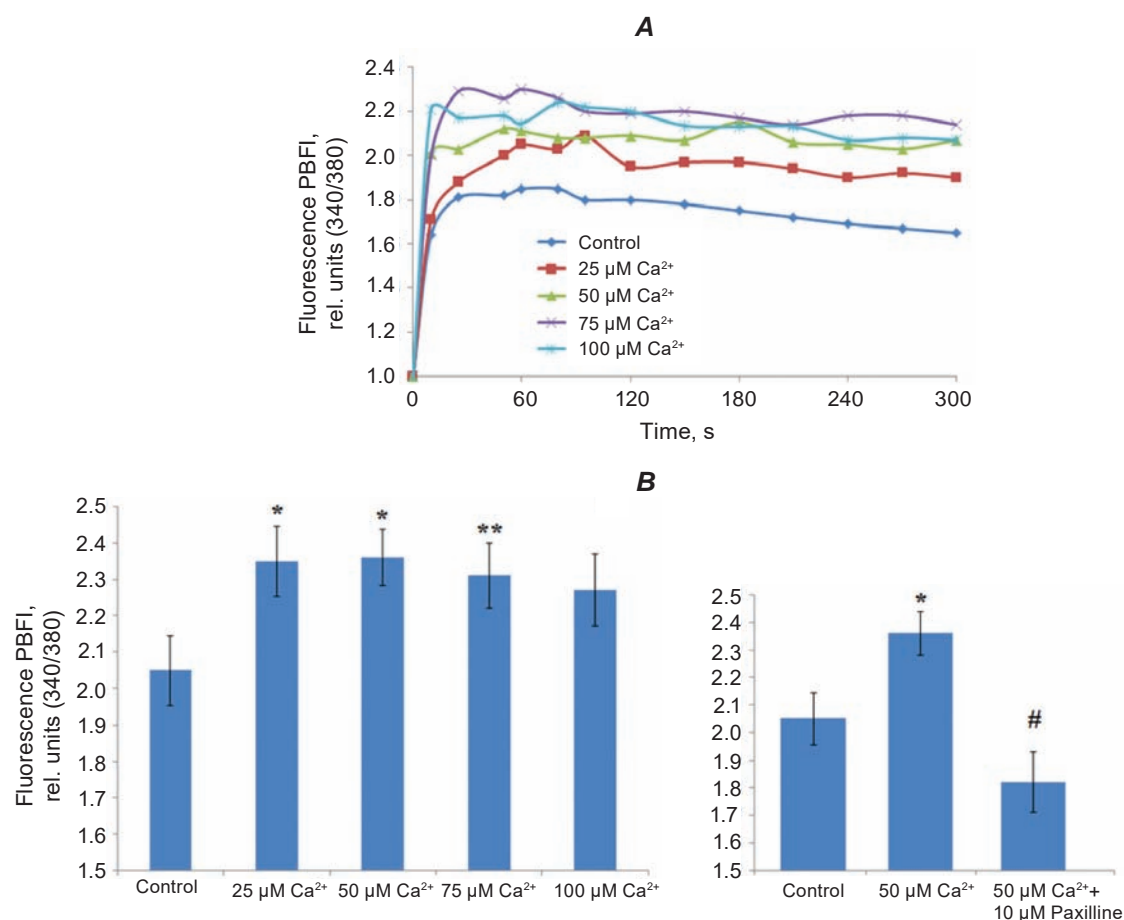 A
Fluorescence PBFI,
rel. units (340/380)
2.4
2.2
2.0
1.8
1.6
1.4
1.2
1.0
Control
25 µM Ca²⁺
50 µM Ca²⁺
75 µM Ca²⁺
100 µM Ca²⁺
0 60 120 180 240 300
Time, s
B
Fluorescence PBFI,
rel. units (340/380)
2.5
2.4
2.3
2.2
2.1
2.0
1.9
1.8
1.7
1.6
1.5
* * **
Control 25 µM Ca²⁺ 50 µM Ca²⁺ 75 µM Ca²⁺ 100 µM Ca²⁺
2.5
2.4
2.3
2.2
2.1
2.0
1.9
1.8
1.7
1.6
1.5
*
#
Control 50 µM Ca²⁺ 50 µM Ca²⁺+
10 µM Paxilline